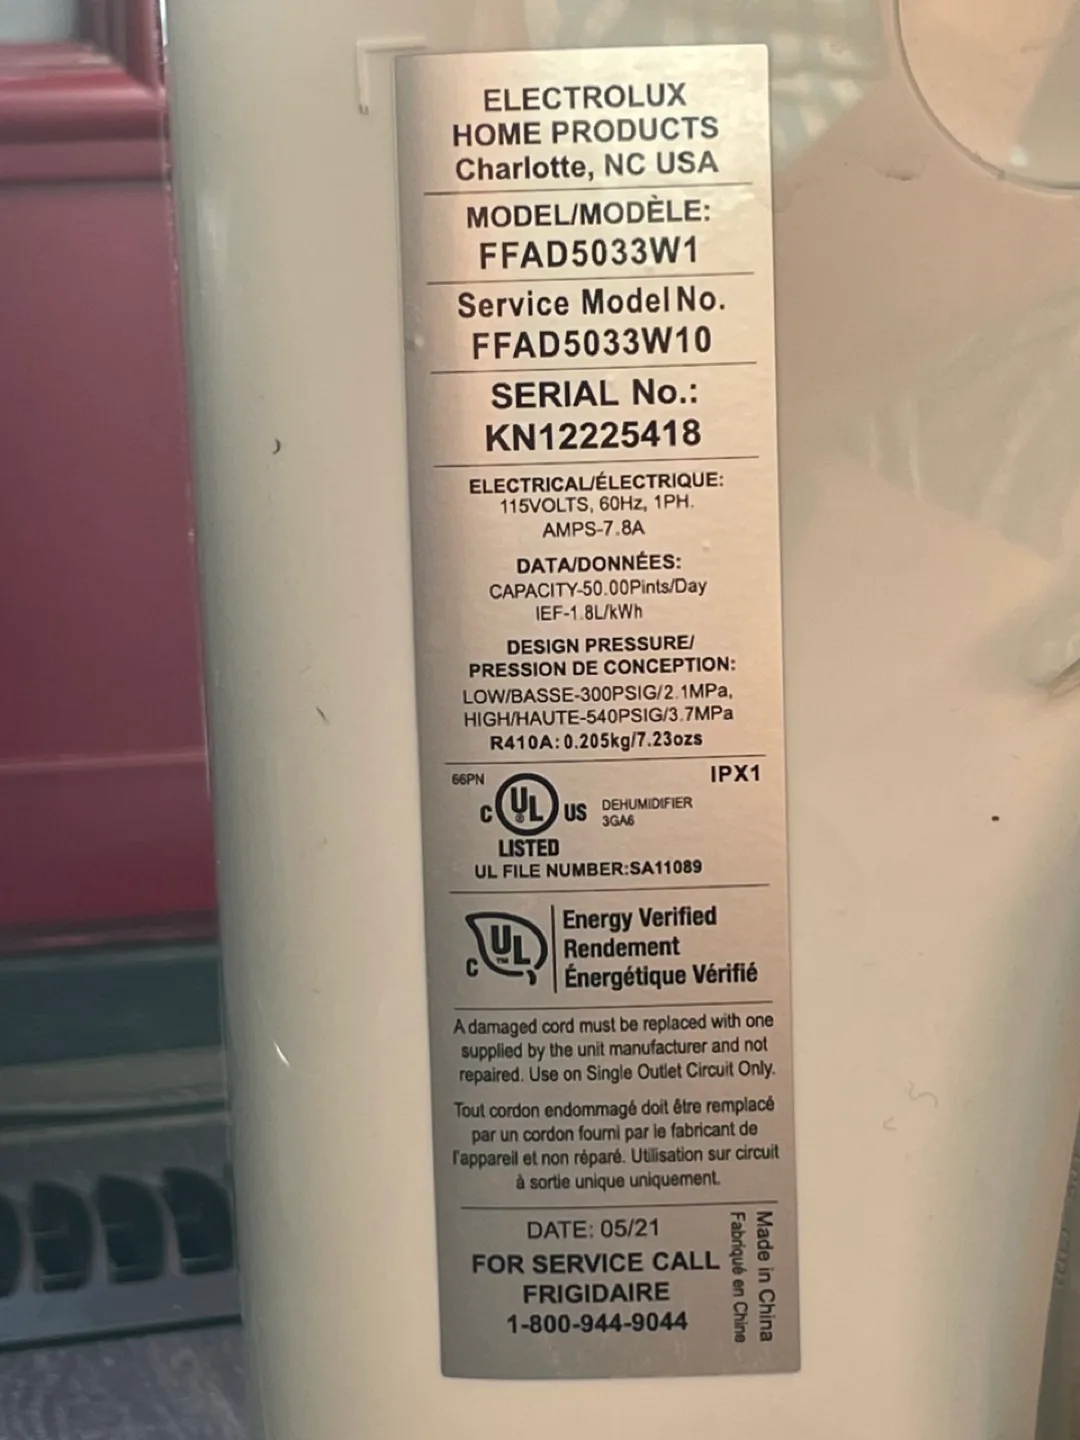 ELECTROLUX
HOME PRODUCTS
Charlotte, NC USA
MODEL/MODÈLE:
FFAD5033W1
Service Model No.
FFAD5033W10
SERIAL No.:
KN12225418
ELECTRICAL/ÉLECTRIQUE:
115VOLTS, 60Hz, 1PH.
AMPS-7.8A
DATA/DONNÉES:
CAPACITY-50.00Pints/Day
IEF-1.8L/kWh
DESIGN PRESSURE/
PRESSION DE CONCEPTION:
LOW/BASSE-300PSIG/2.1MPa,
HIGH/HAUTE-540PSIG/3.7MPa
R410A: 0.205kg/7.23ozs
66PN
IPX1
C UL ® US
DEHUMIDIFIER
3GA6
LISTED
UL FILE NUMBER:SA11089
C UL ™
Energy Verified
Rendement
Énergétique Vérifié
A damaged cord must be replaced with one
supplied by the unit manufacturer and not
repaired. Use on Single Outlet Circuit Only.
Tout cordon endommagé doit être remplacé
par un cordon fourni par le fabricant de
l'appareil et non réparé. Utilisation sur circuit
à sortie unique uniquement.
DATE: 05/21
FOR SERVICE CALL
FRIGIDAIRE
1-800-944-9044
Made in China
Fabriqué en Chine